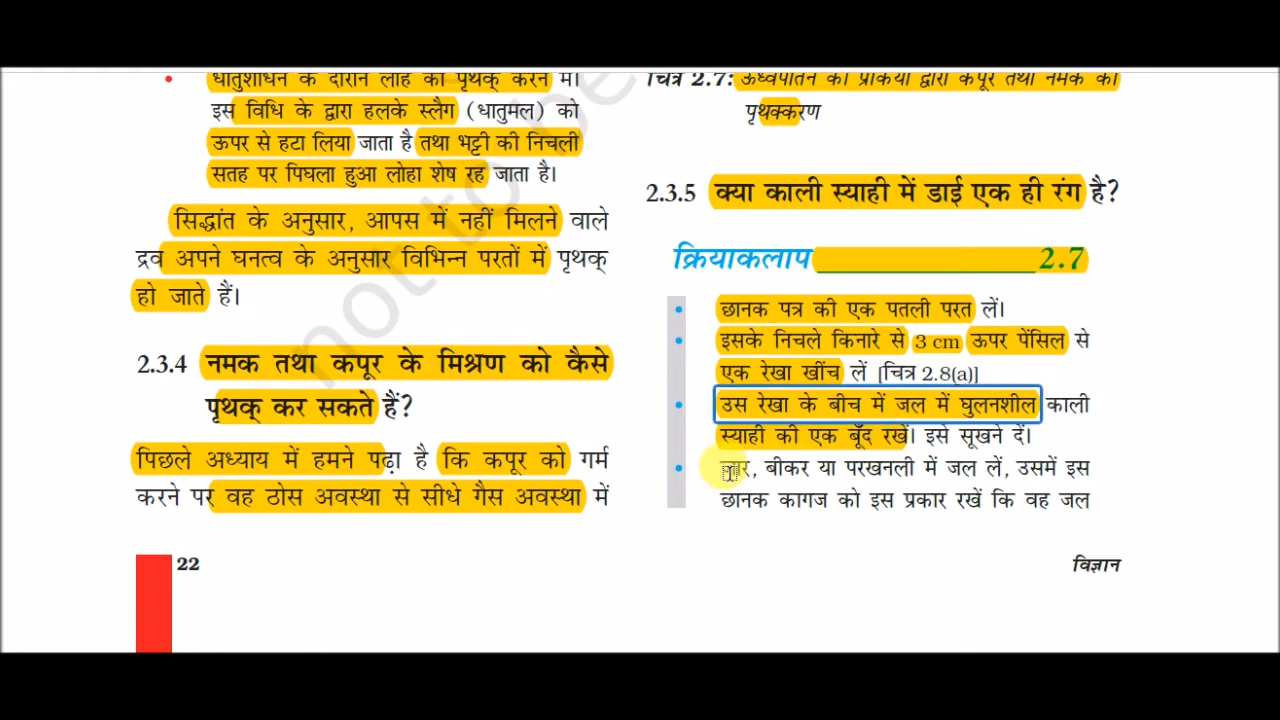 धातुशोधन के दौरान लोहे को पृथक् करने में।
इस विधि के द्वारा हलके स्लैग (धातुमल) को
ऊपर से हटा लिया जाता है तथा भट्टी की निचली
सतह पर पिघला हुआ लोहा शेष रह जाता है।
सिद्धांत के अनुसार, आपस में नहीं मिलने वाले
द्रव अपने घनत्व के अनुसार विभिन्न परतों में पृथक्
हो जाते हैं।
2.3.4 नमक तथा कपूर के मिश्रण को कैसे
पृथक् कर सकते हैं?
पिछले अध्याय में हमने पढ़ा है कि कपूर को गर्म
करने पर वह ठोस अवस्था से सीधे गैस अवस्था में
22
चित्र 2.7: ऊर्ध्वपातन की प्रक्रिया द्वारा कपूर तथा नमक का
पृथक्करण
2.3.5 क्या काली स्याही में डाई एक ही रंग है?
क्रियाकलाप 2.7
• छानक पत्र की एक पतली परत लें।
• इसके निचले किनारे से 3 cm ऊपर पेंसिल से
एक रेखा खींच लें [चित्र 2.8(a)]
• उस रेखा के बीच में जल में घुलनशील काली
स्याही की एक बूँद रखें। इसे सूखने दें।
• जार, बीकर या परखनली में जल लें, उसमें इस
छानक कागज को इस प्रकार रखें कि वह जल
विज्ञान
not to be